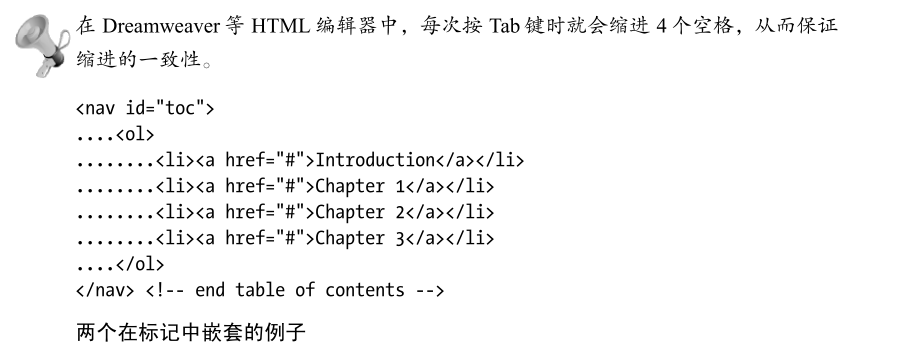 在 Dreamweaver 等 HTML 编辑器中，每次按 Tab 键时就会缩进 4 个空格，从而保证
缩进的一致性。
<nav id="toc">
....<ol>
........<li><a href="#">Introduction</a></li>
........<li><a href="#">Chapter 1</a></li>
........<li><a href="#">Chapter 2</a></li>
........<li><a href="#">Chapter 3</a></li>
....</ol>
</nav> <!-- end table of contents -->
两个在标记中嵌套的例子